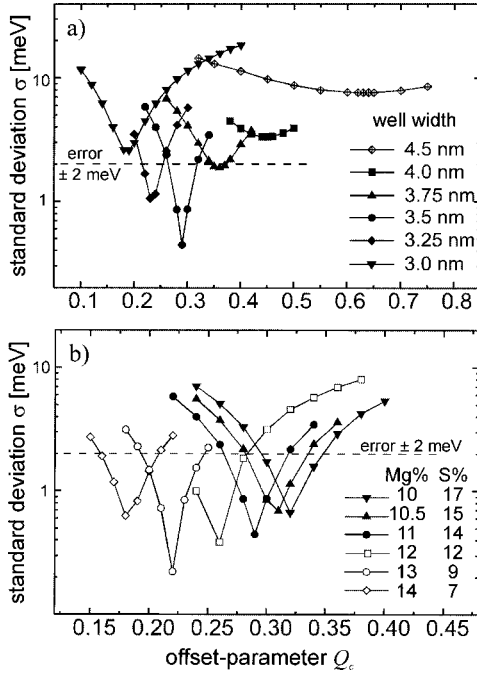 a)
standard deviation σ [meV]
10
1
error
± 2 meV
well width
4.5 nm
4.0 nm
3.75 nm
3.5 nm
3.25 nm
3.0 nm
0.1 0.2 0.3 0.4 0.5 0.6 0.7 0.8
b)
standard deviation σ [meV]
10
1
error ± 2 meV
Mg% S%
10 17
10.5 15
11 14
12 12
13 9
14 7
0.15 0.20 0.25 0.30 0.35 0.40 0.45
offset-parameter Q_c